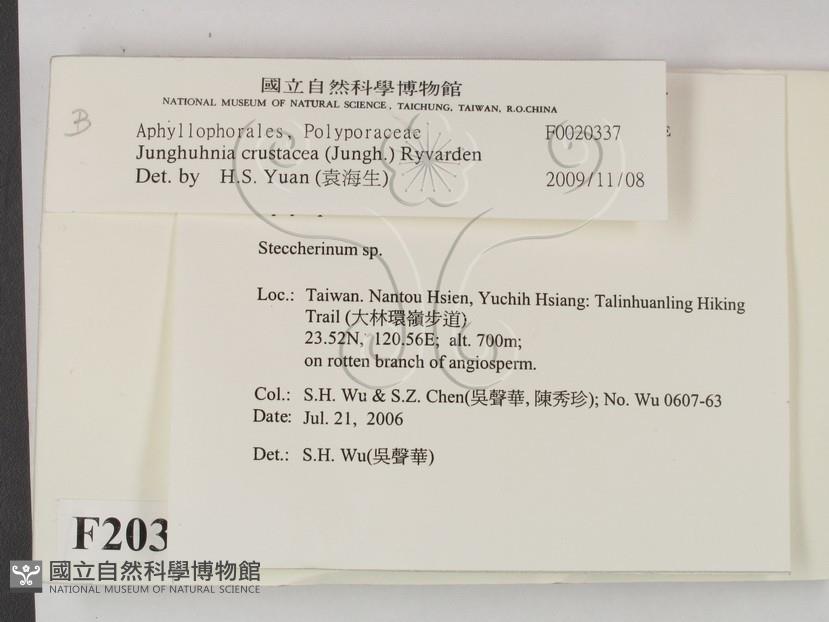 國立自然科學博物館
NATIONAL MUSEUM OF NATURAL SCIENCE, TAICHUNG, TAIWAN, R.O.CHINA
B
Aphyllophorales, Polyporaceae F0020337
Junghuhnia crustacea (Jungh.) Ryvarden
Det. by H.S. Yuan (袁海生) 2009/11/08
Steccherinum sp.
Loc.: Taiwan. Nantou Hsien, Yuchih Hsiang: Talinhuanling Hiking
Trail (大林環嶺步道)
23.52N, 120.56E; alt. 700m;
on rotten branch of angiosperm.
Col.: S.H. Wu & S.Z. Chen(吳聲華, 陳秀珍); No. Wu 0607-63
Date: Jul. 21, 2006
Det.: S.H. Wu(吳聲華)
F203
國立自然科學博物館
NATIONAL MUSEUM OF NATURAL SCIENCE